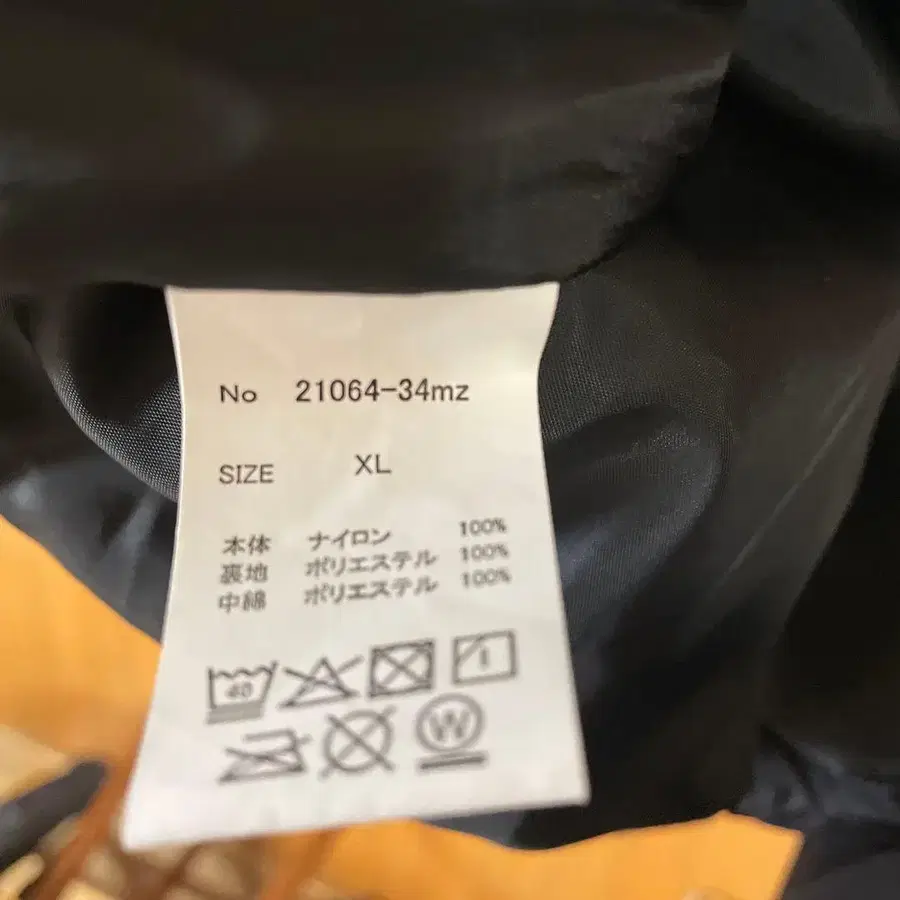 No 21064-34mz
SIZE XL
本体 ナイロン 100%
裏地 ポリエステル 100%
中綿 ポリエステル 100%
40
W